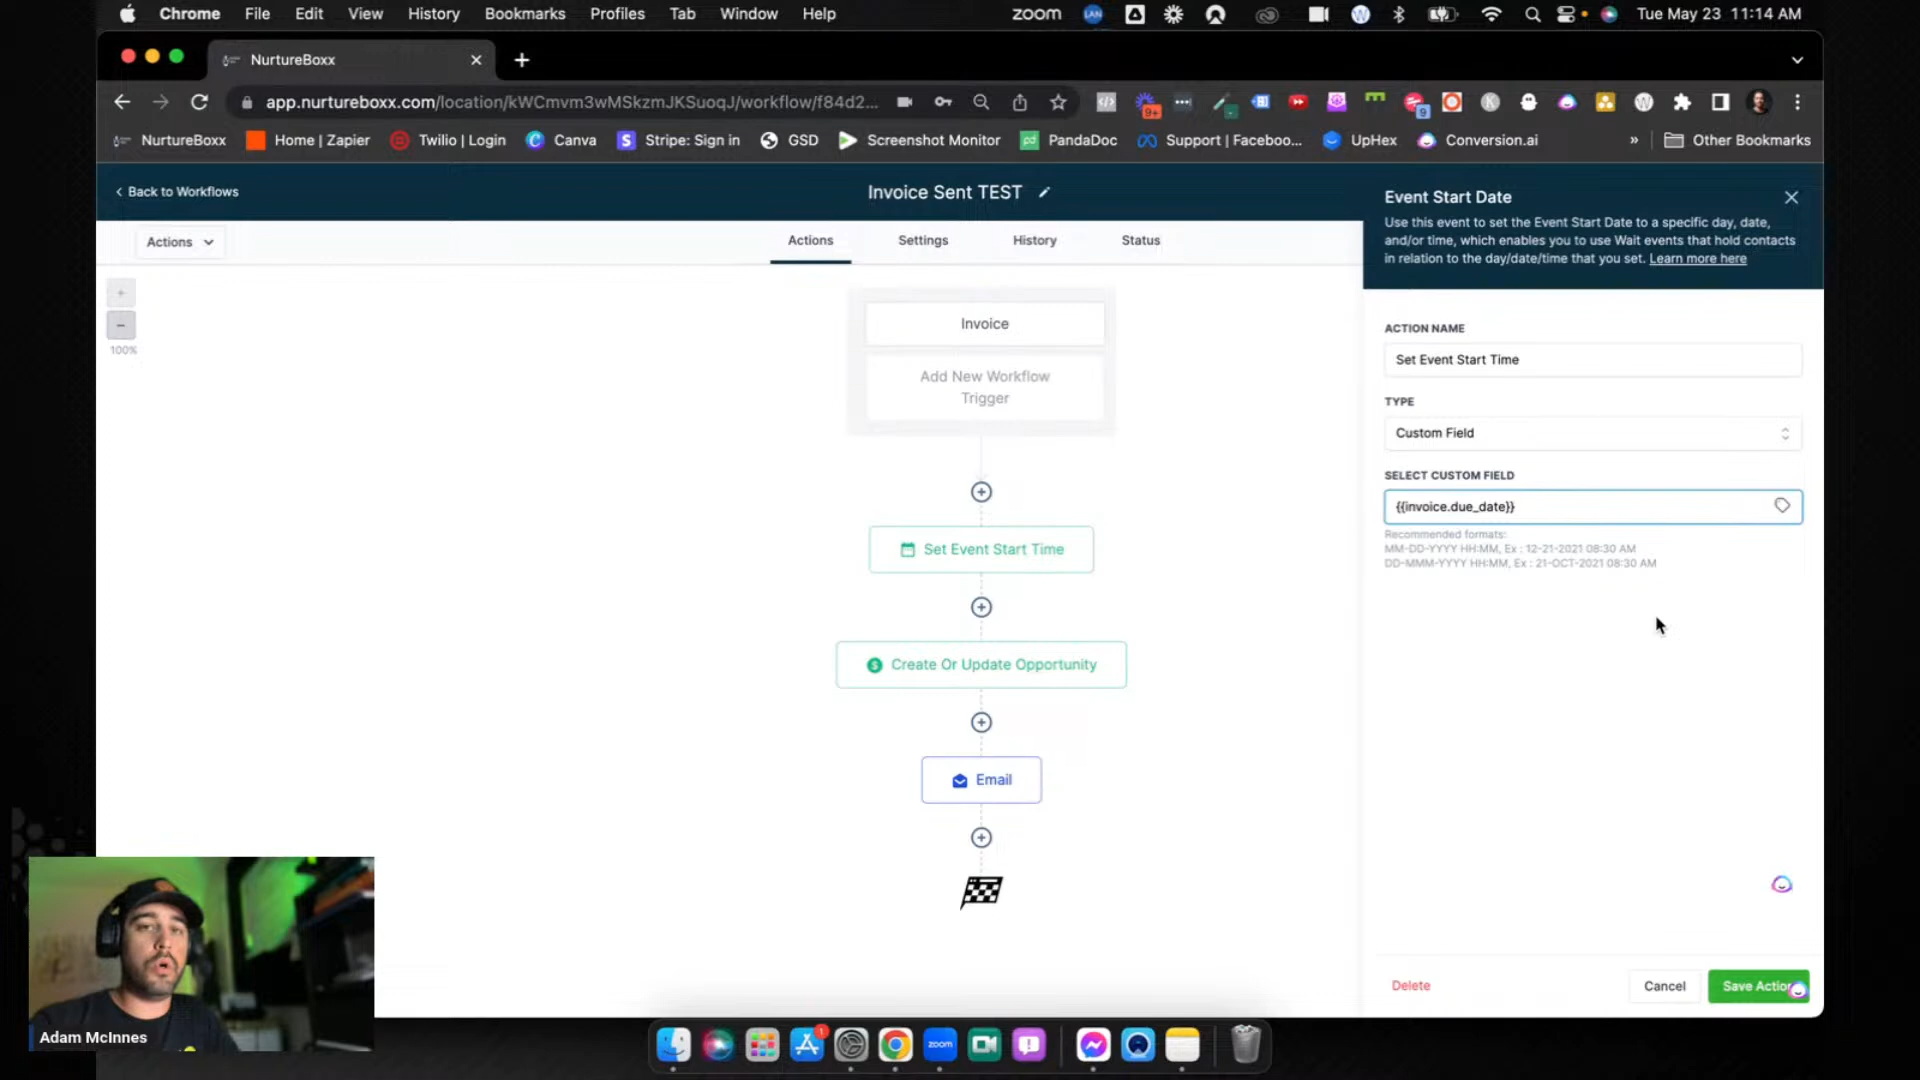 Chrome File Edit View History Bookmarks Profiles Tab Window Help zoom LAN Tue May 23 11:14 AM
NurtureBoxx
app.nurtureboxx.com/location/kWCmvm3wMSkzmJKSuoqJ/workflow/f84d2... 9+ 9
NurtureBoxx Home | Zapier Twilio | Login Canva Stripe: Sign in GSD Screenshot Monitor PandaDoc Support | Faceboo... UpHex Conversion.ai » Other Bookmarks
Back to Workflows
Invoice Sent TEST
Actions
Actions Settings History Status
100%
Invoice
Add New Workflow
Trigger
Set Event Start Time
Create Or Update Opportunity
Email
Event Start Date
Use this event to set the Event Start Date to a specific day, date,
and/or time, which enables you to use Wait events that hold contacts
in relation to the day/date/time that you set. Learn more here
ACTION NAME
Set Event Start Time
TYPE
Custom Field
SELECT CUSTOM FIELD
{{invoice.due_date}}
Recommended formats:
MM-DD-YYYY HH:MM, Ex : 12-21-2021 08:30 AM
DD-MMM-YYYY HH:MM, Ex : 21-OCT-2021 08:30 AM
Delete
Cancel
Save Action
Adam McInnes
zoom